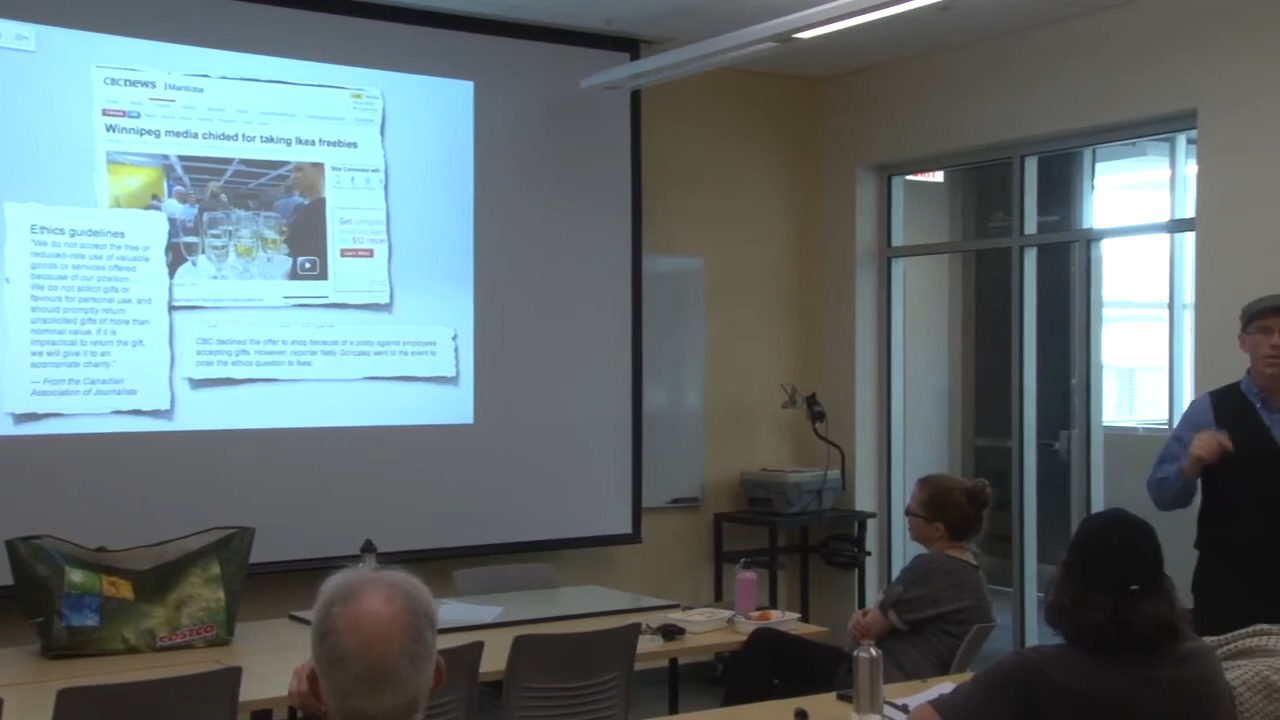 CBCnews | Manitoba
Winnipeg media chided for taking Ikea freebies
Stay Connected with
Get
$12
Ethics guidelines
"We do not accept the free or
reduced-rate use of valuable
goods or services offered
because of our position....
We do not solicit gifts or
favours for personal use, and
should promptly return
unsolicited gifts of more than
nominal value. If it is
impractical to return the gift,
we will give it to an
appropriate charity."
— From the Canadian
Association of Journalists
CBC declined the offer to shop because of a policy against employees
accepting gifts. However, reporter Nelly Gonzalez went to the event to
pose the ethics question to Ikea.
COSTCO